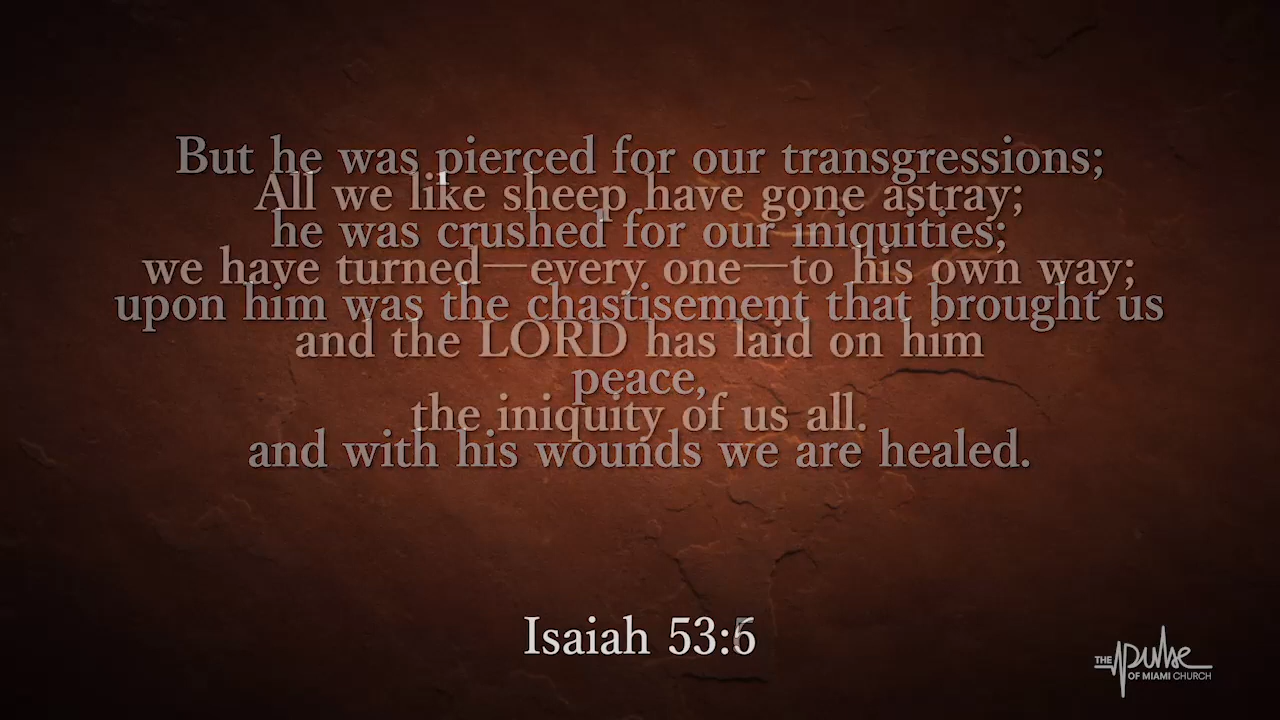 But he was pierced for our transgressions;
All we like sheep have gone astray;
he was crushed for our iniquities;
we have turned—every one—to his own way;
upon him was the chastisement that brought us
and the LORD has laid on him
peace,
the iniquity of us all.
and with his wounds we are healed.
Isaiah 53:
THE pulse
OF MIAMI CHURCH